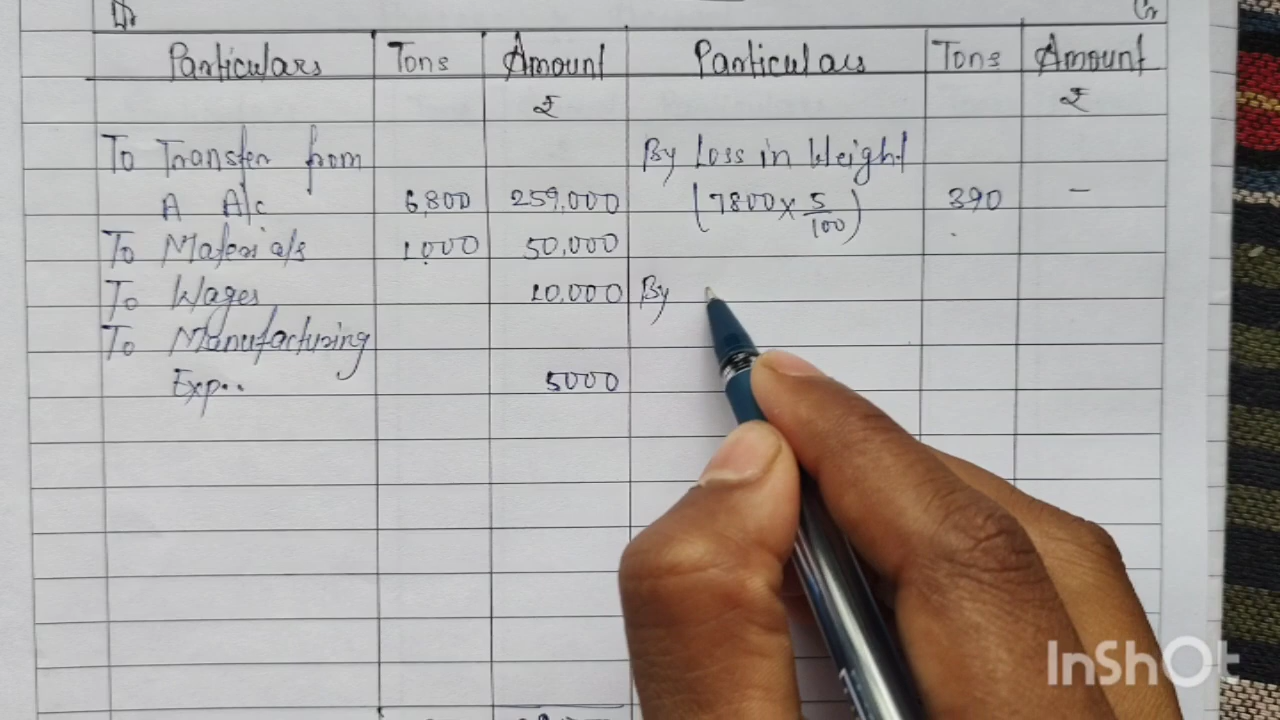 Dr Cr
Particulars Tons Amount ₹ Particulars Tons Amount ₹
To Transfer from By Loss in Weight
A A/c 6,800 259,000 (7800 × 5/100) 390 —
To Materials 1,000 50,000
To Wages 10,000 By
To Manufacturing
Exp.. 5000
InShOt